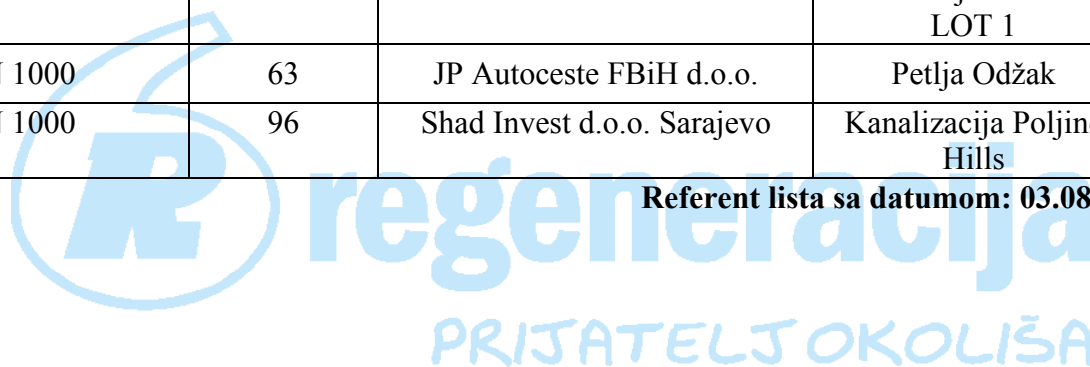 LOT 1
1000 63 JP Autoceste FBiH d.o.o. Petlja Odžak
1000 96 Shad Invest d.o.o. Sarajevo Kanalizacija
Hills
Referent lista sa datumom: 03.08
R regeneracija
PRIJATELJ OKOLIŠA